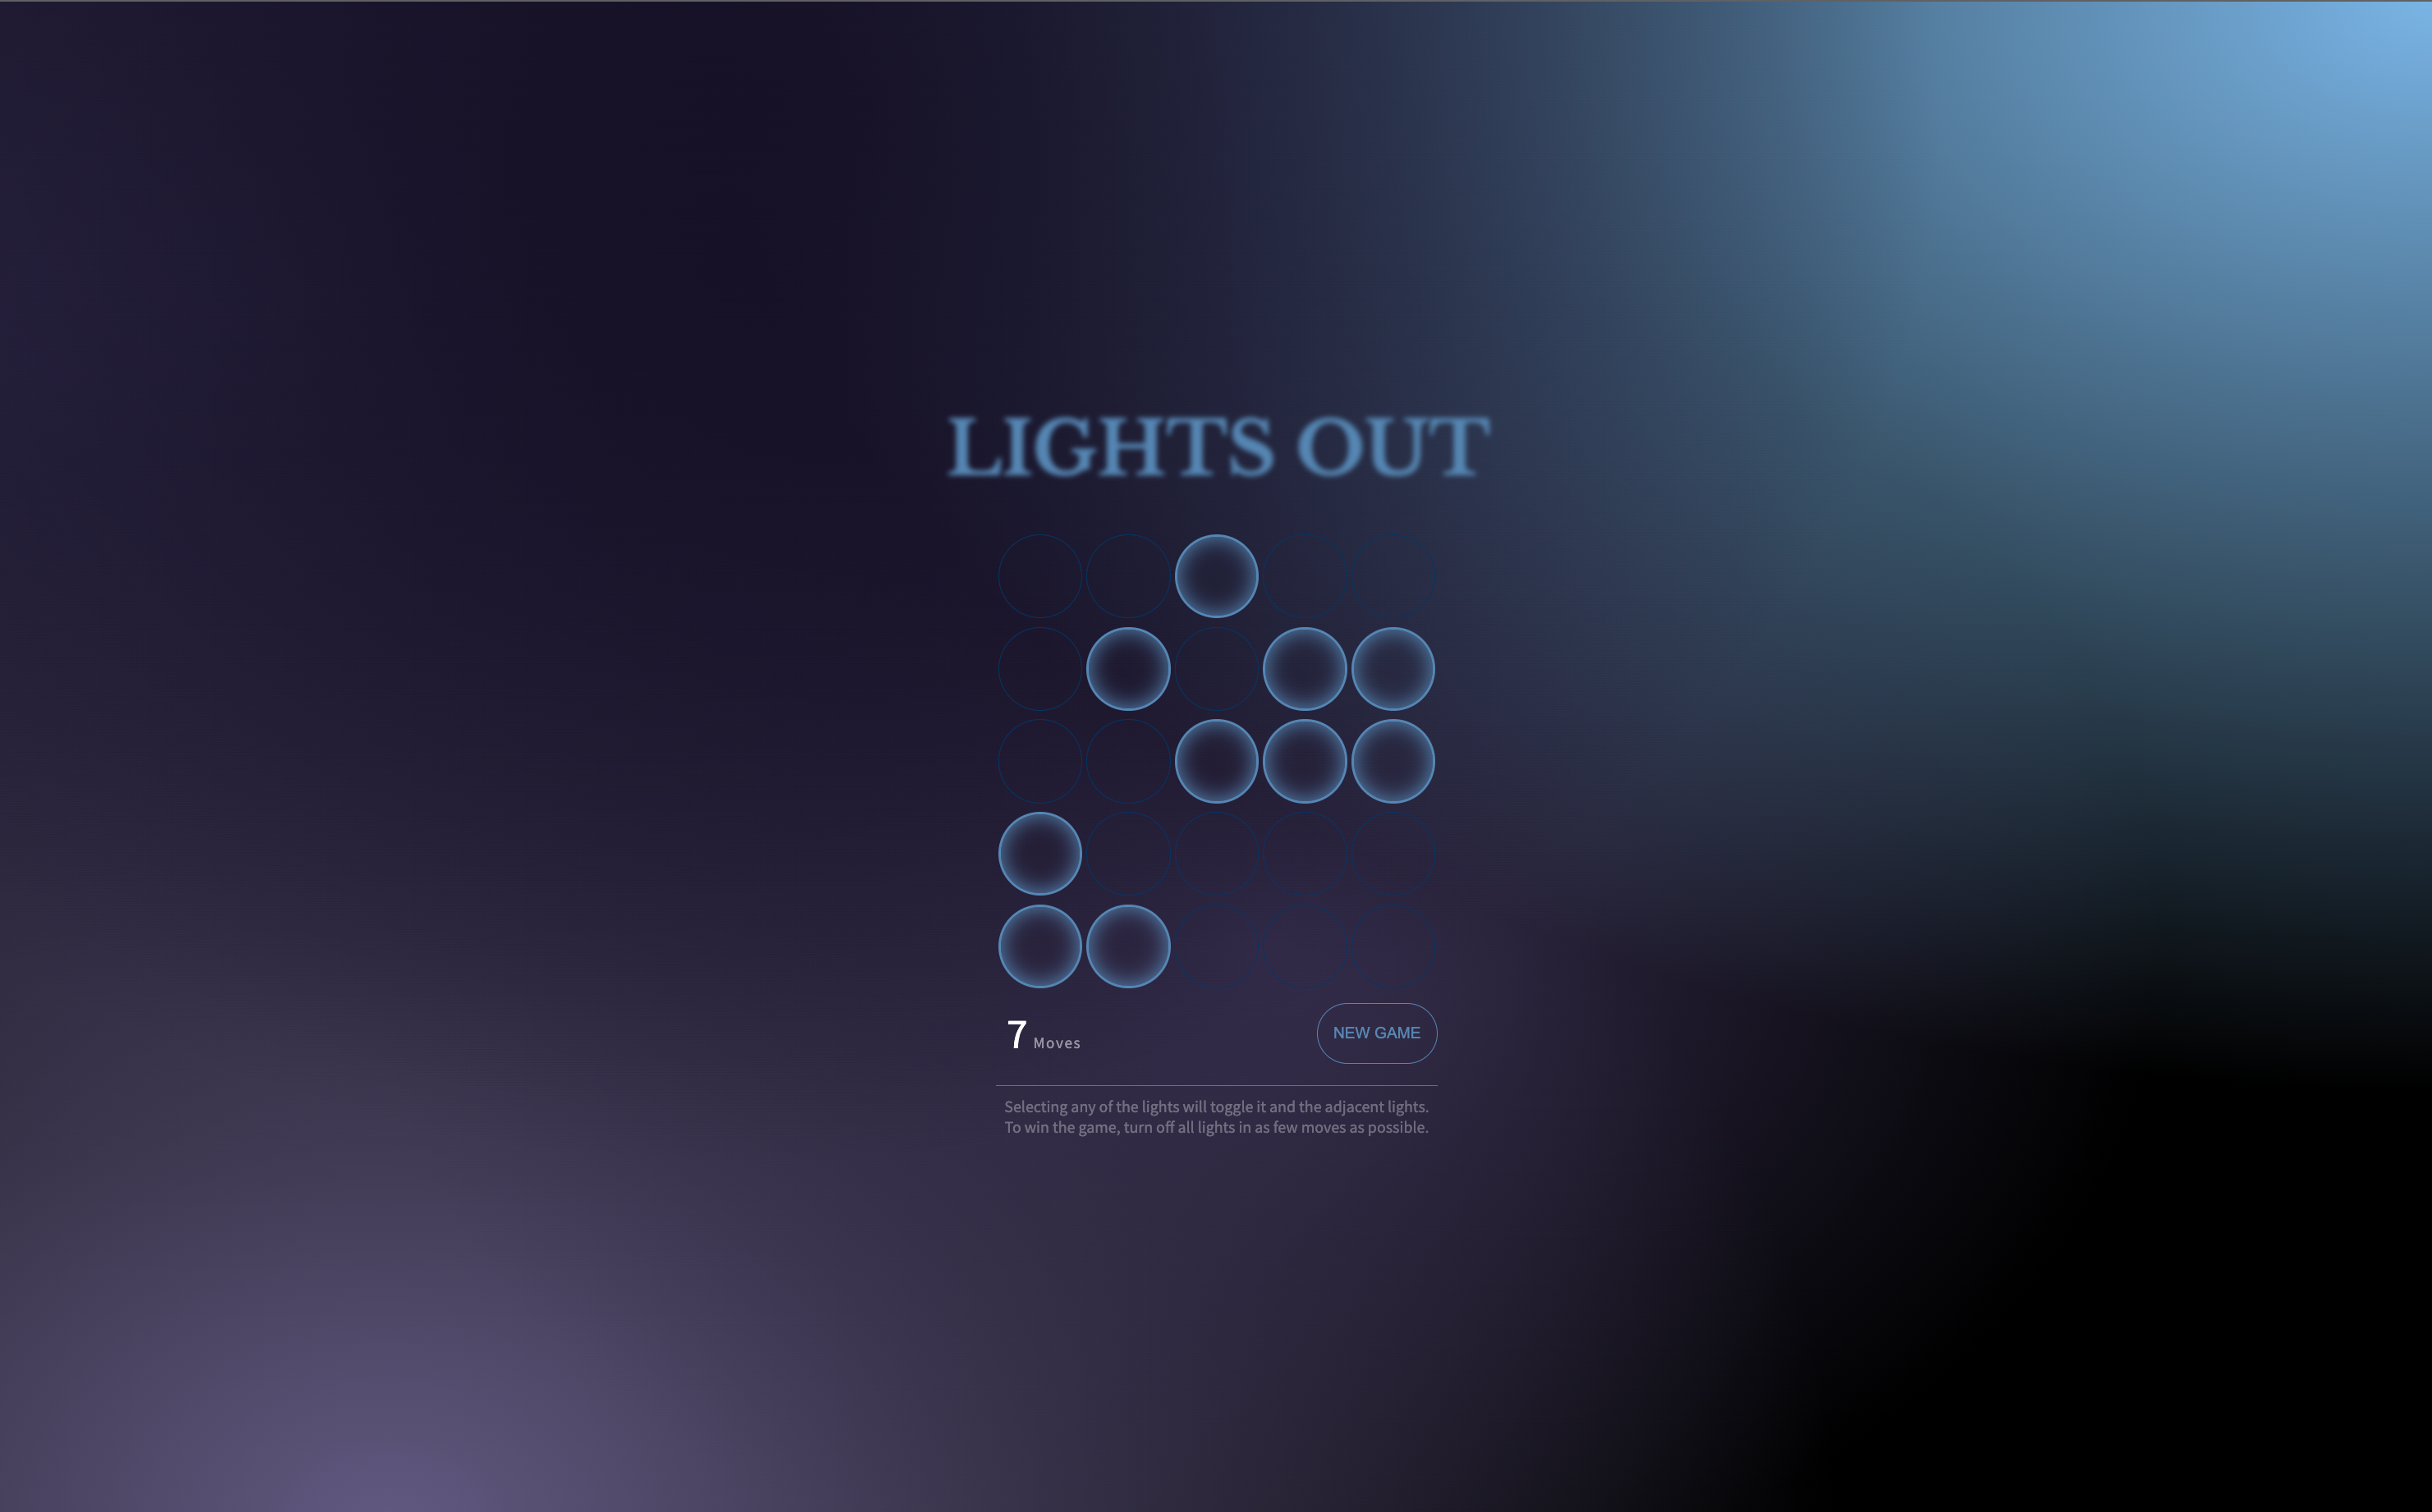 LIGHTS OUT
7 Moves
NEW GAME
Selecting any of the lights will toggle it and the adjacent lights.
To win the game, turn off all lights in as few moves as possible.